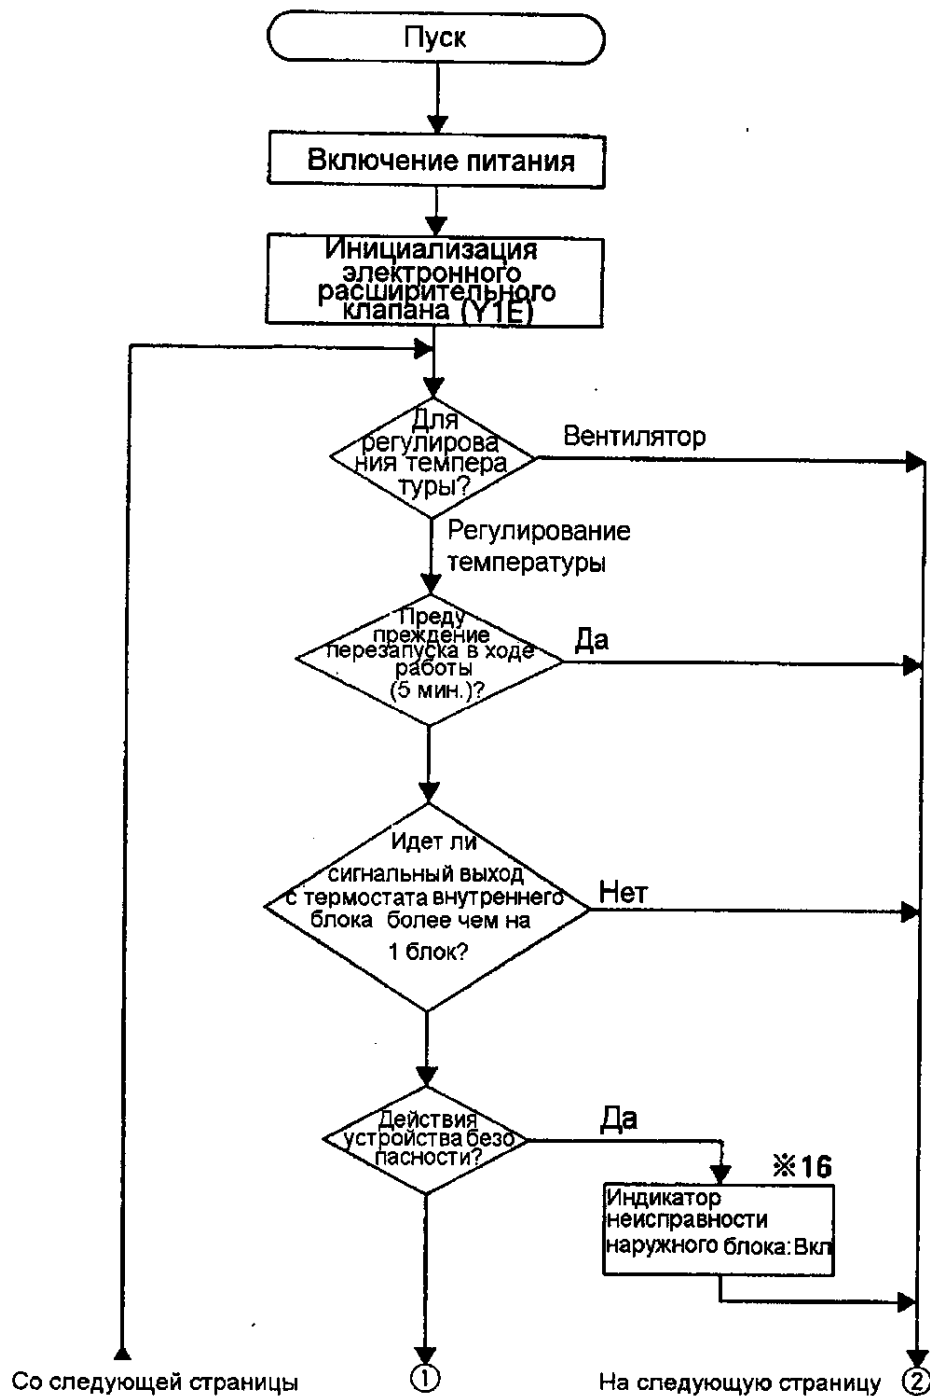 Пуск
Включение питания
Инициализация
электронного
расширительного
клапана (Y1E)
Для
регулирова
ния темпера
туры?
Вентилятор
Регулирование
температуры
Преду
преждение
перезапуска в ходе
работы
(5 мин.)?
Да
Идет ли
сигнальный выход
с термостата внутреннего
блока более чем на
1 блок?
Нет
Действия
устройства безо
пасности?
Да
※16
Индикатор
неисправности
наружного блока: Вкл
Со следующей страницы
①
На следующую страницу ②